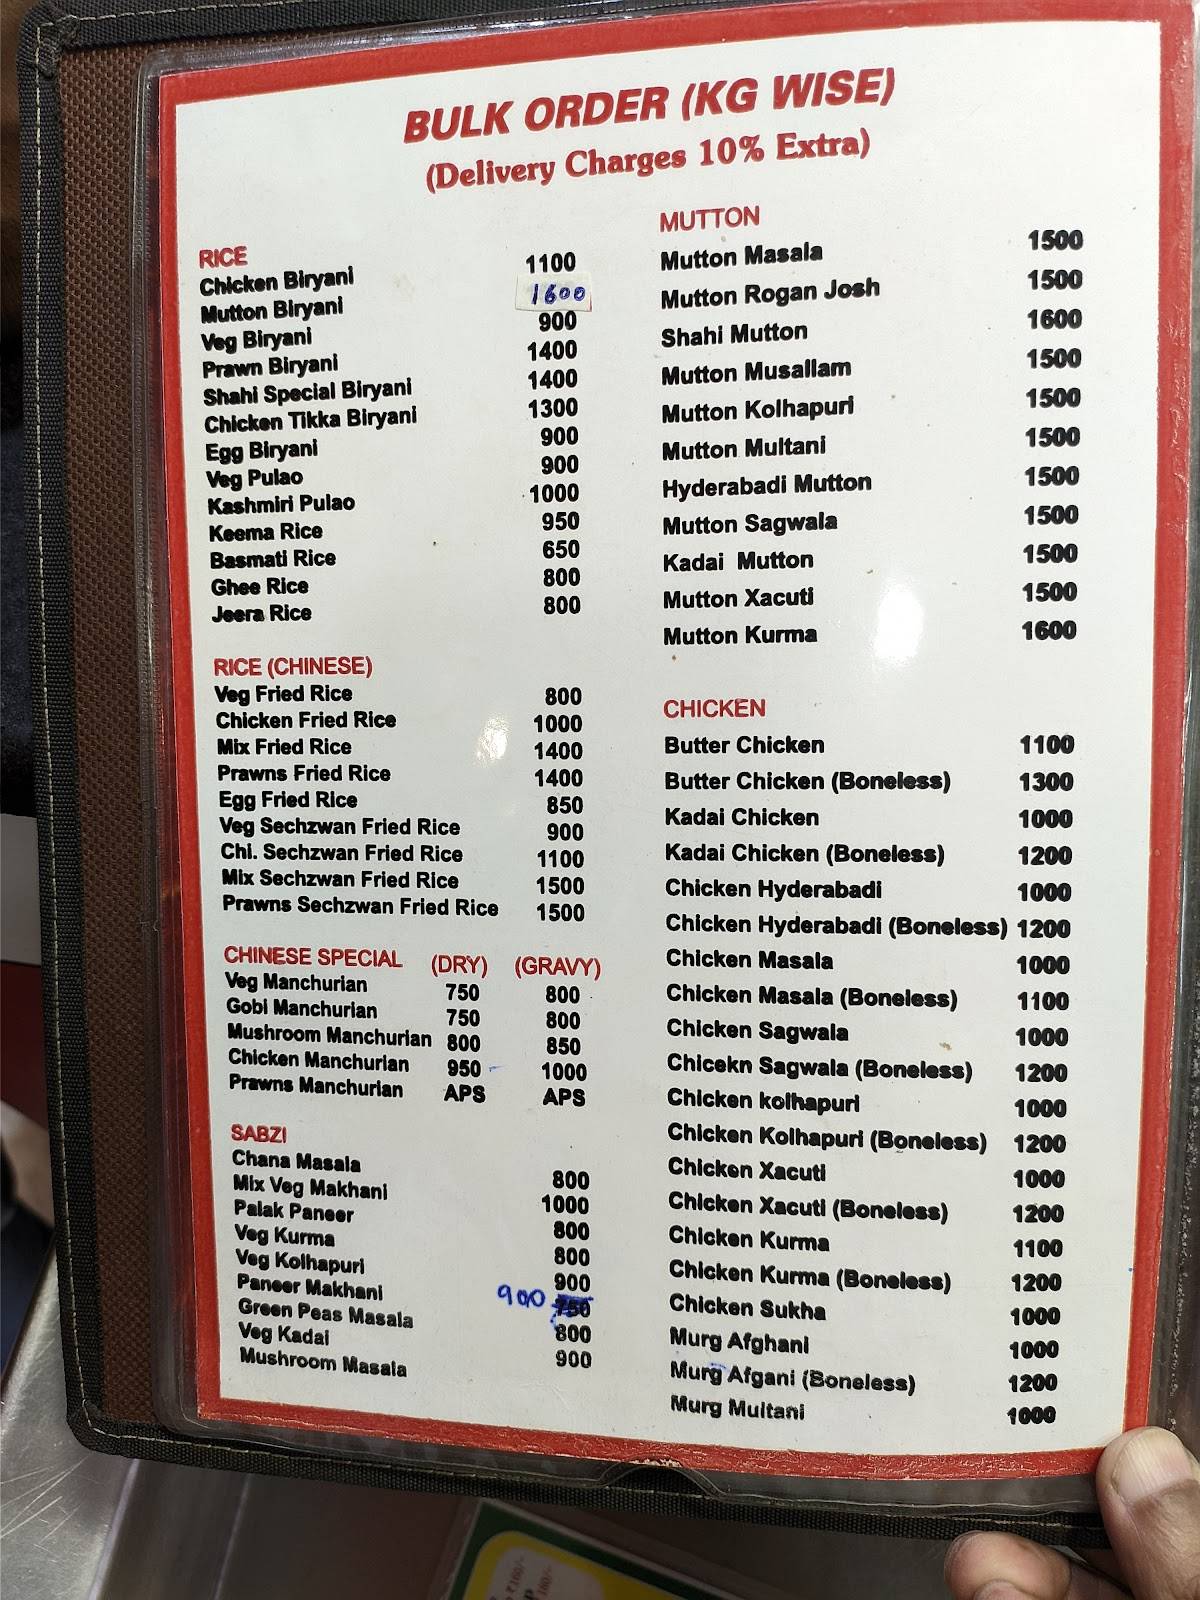 BULK ORDER (KG WISE)
(Delivery Charges 10% Extra)
RICE
Chicken Biryani 1100
Mutton Biryani 1600
Veg Biryani 900
Prawn Biryani 1400
Shahi Special Biryani 1400
Chicken Tikka Biryani 1300
Egg Biryani 900
Veg Pulao 900
Kashmiri Pulao 1000
Keema Rice 950
Basmati Rice 650
Ghee Rice 800
Jeera Rice 800
RICE (CHINESE)
Veg Fried Rice 800
Chicken Fried Rice 1000
Mix Fried Rice 1400
Prawns Fried Rice 1400
Egg Fried Rice 850
Veg Sechzwan Fried Rice 900
Chi. Sechzwan Fried Rice 1100
Mix Sechzwan Fried Rice 1500
Prawns Sechzwan Fried Rice 1500
CHINESE SPECIAL (DRY) (GRAVY)
Veg Manchurian 750 800
Gobi Manchurian 750 800
Mushroom Manchurian 800 850
Chicken Manchurian 950 1000
Prawns Manchurian APS APS
SABZI
Chana Masala 800
Mix Veg Makhani 1000
Palak Paneer 800
Veg Kurma 800
Veg Kolhapuri 900
Paneer Makhani 900 750
Green Peas Masala 800
Veg Kadai 900
Mushroom Masala
MUTTON
Mutton Masala 1500
Mutton Rogan Josh 1500
Shahi Mutton 1600
Mutton Musallam 1500
Mutton Kolhapuri 1500
Mutton Multani 1500
Hyderabadi Mutton 1500
Mutton Sagwala 1500
Kadai Mutton 1500
Mutton Xacuti 1500
Mutton Kurma 1600
CHICKEN
Butter Chicken 1100
Butter Chicken (Boneless) 1300
Kadai Chicken 1000
Kadai Chicken (Boneless) 1200
Chicken Hyderabadi 1000
Chicken Hyderabadi (Boneless) 1200
Chicken Masala 1000
Chicken Masala (Boneless) 1100
Chicken Sagwala 1000
Chicekn Sagwala (Boneless) 1200
Chicken kolhapuri 1000
Chicken Kolhapuri (Boneless) 1200
Chicken Xacuti 1000
Chicken Xacuti (Boneless) 1200
Chicken Kurma 1100
Chicken Kurma (Boneless) 1200
Chicken Sukha 1000
Murg Afghani 1000
Murg Afgani (Boneless) 1200
Murg Multani 1000